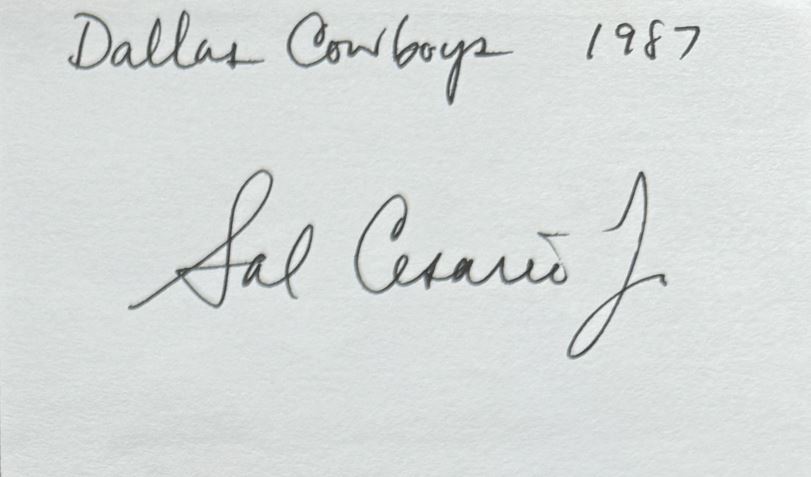 Dallas Cowboys 1987
Sal Cesario Jr